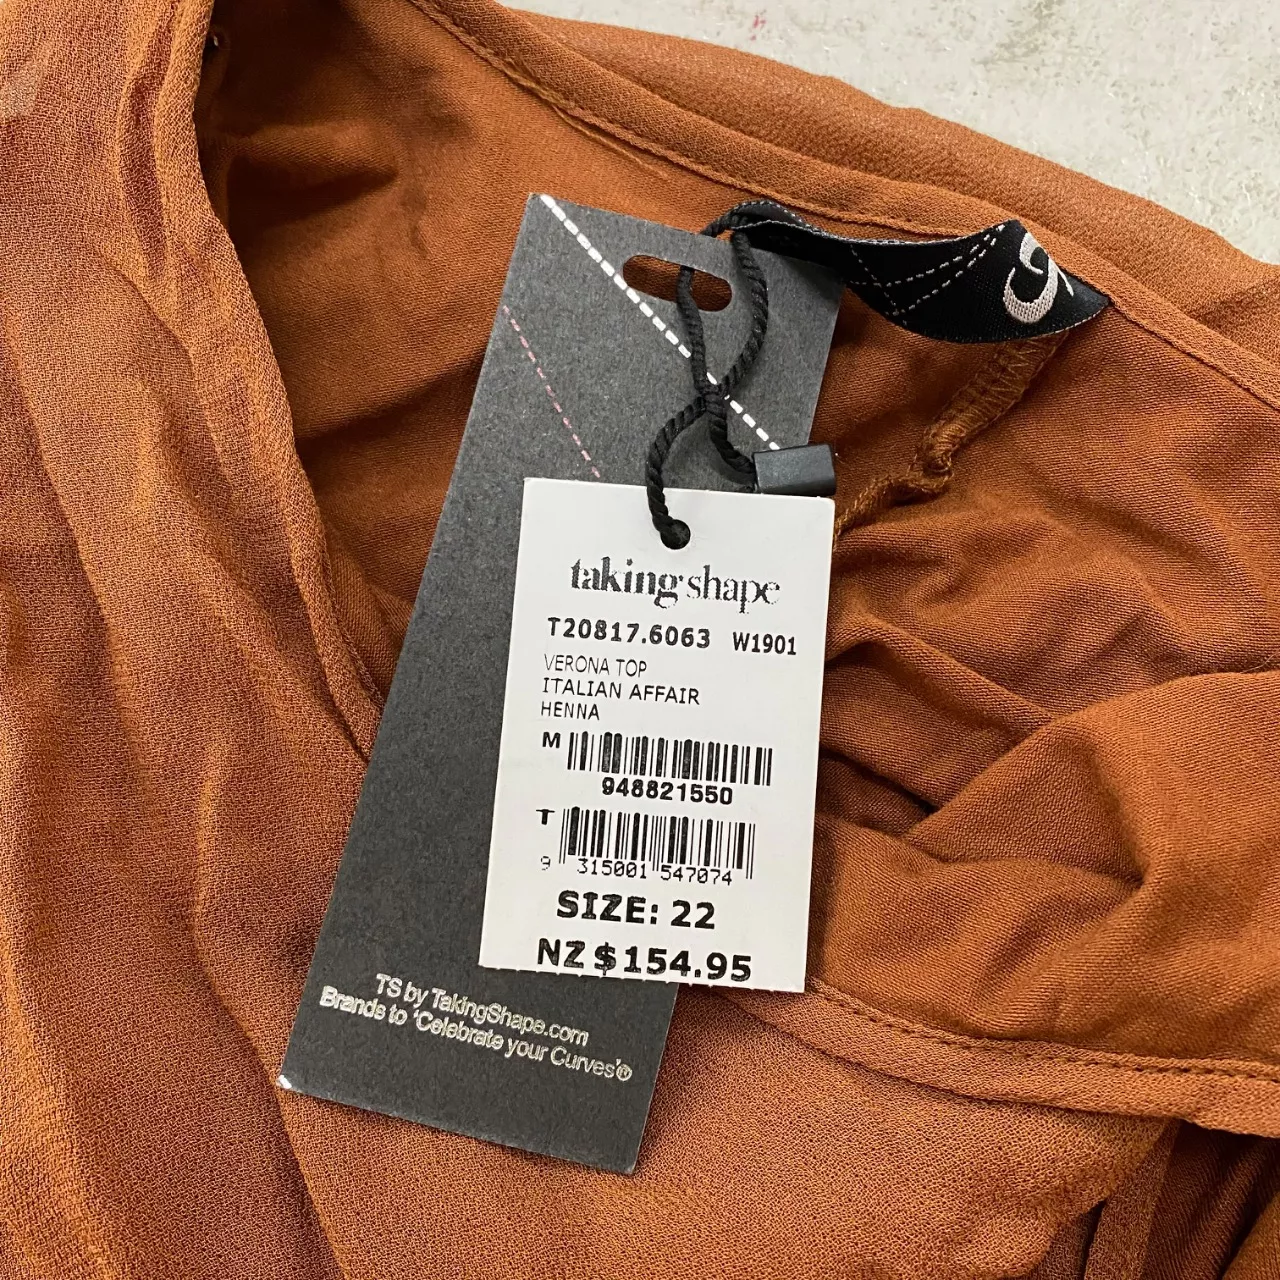 taking shape
T20817.6063 W1901
VERONA TOP
ITALIAN AFFAIR
HENNA
M
948821550
T
9 315001 547074
SIZE: 22
NZ$154.95
TS by TakingShape.com
Brands to 'Celebrate your Curves'®